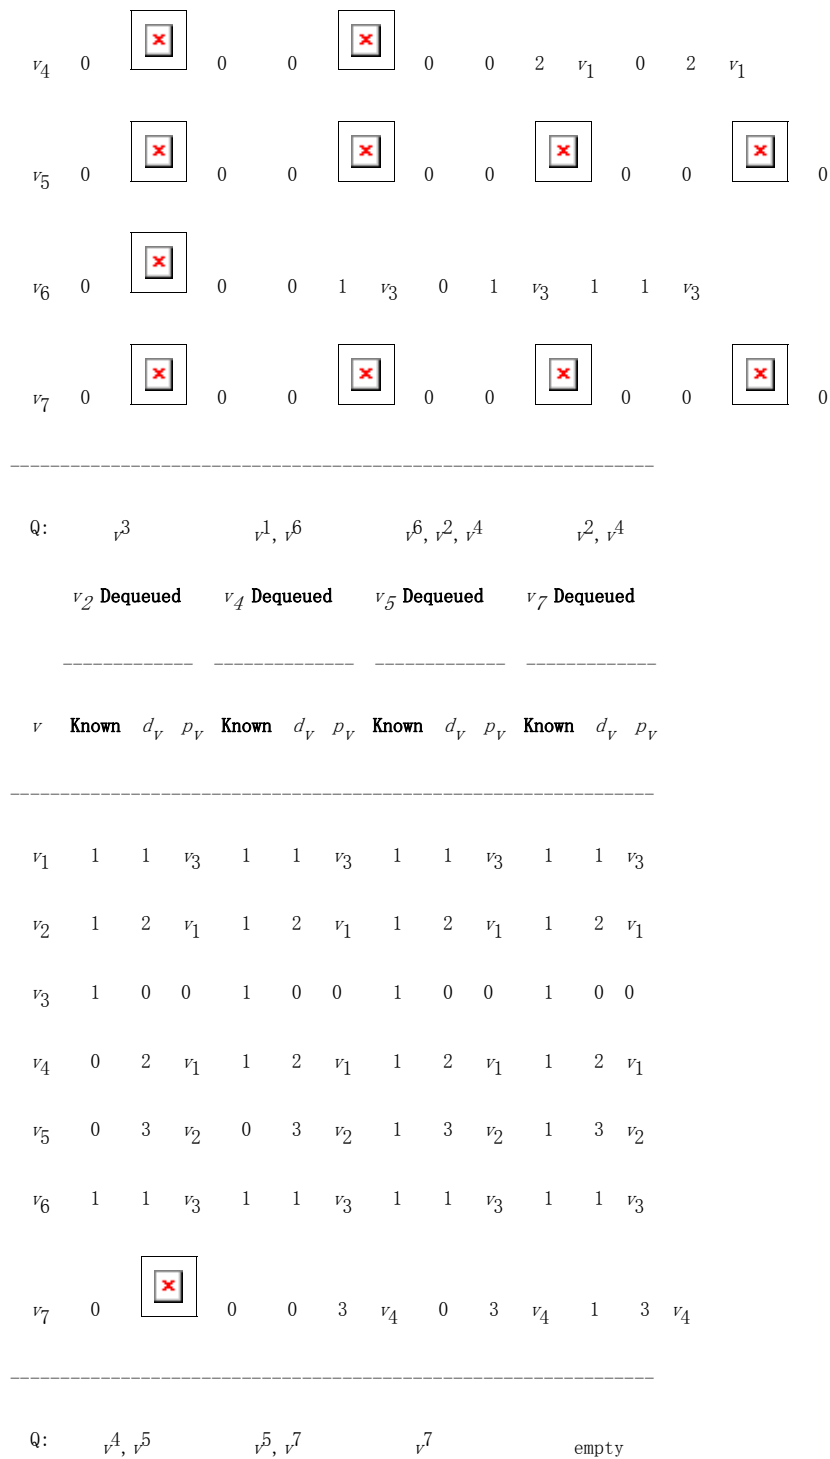 v4 0 0 0 0 0 2 v1 0 2 v1
v5 0 0 0 0 0 0 0 0
v6 0 0 0 1 v3 0 1 v3 1 1 v3
v7 0 0 0 0 0 0 0 0
-----------------------------------------------------------------
Q: v3 v1, v6 v6, v2, v4 v2, v4
v2 Dequeued v4 Dequeued v5 Dequeued v7 Dequeued
------------- -------------- ------------- -------------
v Known dv pv Known dv pv Known dv pv Known dv pv
-----------------------------------------------------------------
v1 1 1 v3 1 1 v3 1 1 v3 1 1 v3
v2 1 2 v1 1 2 v1 1 2 v1 1 2 v1
v3 1 0 0 1 0 0 1 0 0 1 0 0
v4 0 2 v1 1 2 v1 1 2 v1 1 2 v1
v5 0 3 v2 0 3 v2 1 3 v2 1 3 v2
v6 1 1 v3 1 1 v3 1 1 v3 1 1 v3
v7 0 0 0 3 v4 0 3 v4 1 3 v4
-----------------------------------------------------------------
Q: v4, v5 v5, v7 v7 empty